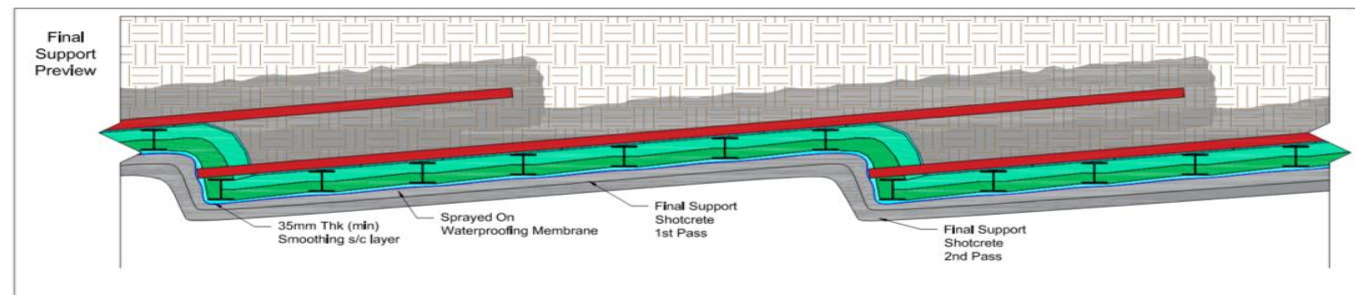 Final
Support
Preview
35mm Thk (min)
Smoothing s/c layer
Sprayed On
Waterproofing Membrane
Final Support
Shotcrete
1st Pass
Final Support
Shotcrete
2nd Pass